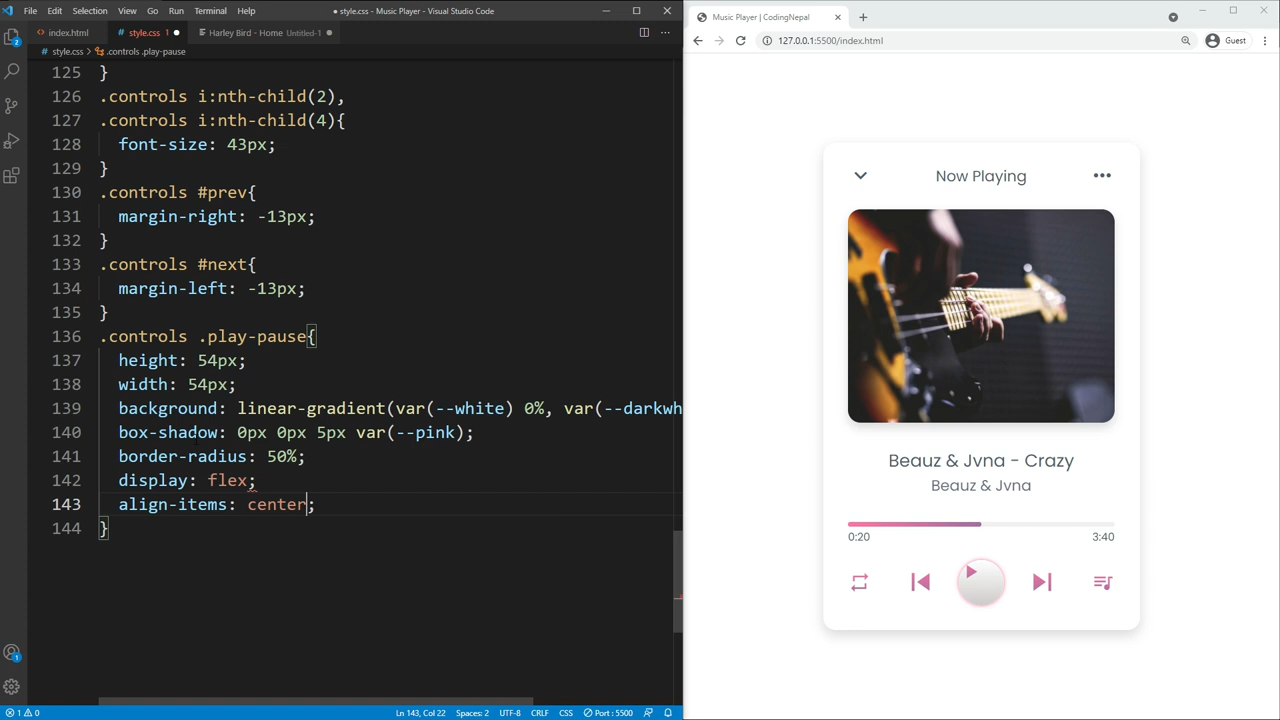 File Edit Selection View Go Run Terminal Help
● style.css - Music Player - Visual Studio Code
index.html
style.css 1
Harley Bird - Home Untitled-1
style.css > .controls .play-pause
125 }
126 .controls i:nth-child(2),
127 .controls i:nth-child(4){
128 font-size: 43px;
129 }
130 .controls #prev{
131 margin-right: -13px;
132 }
133 .controls #next{
134 margin-left: -13px;
135 }
136 .controls .play-pause{
137 height: 54px;
138 width: 54px;
139 background: linear-gradient(var(--white) 0%, var(--darkwh
140 box-shadow: 0px 0px 5px var(--pink);
141 border-radius: 50%;
142 display: flex;
143 align-items: center;
144 }
2
1
1 0
Ln 143, Col 22 Spaces: 2 UTF-8 CRLF CSS Port : 5500
Music Player | CodingNepal
127.0.0.1:5500/index.html
Guest
Now Playing
Beauz & Jvna - Crazy
Beauz & Jvna
0:20 3:40